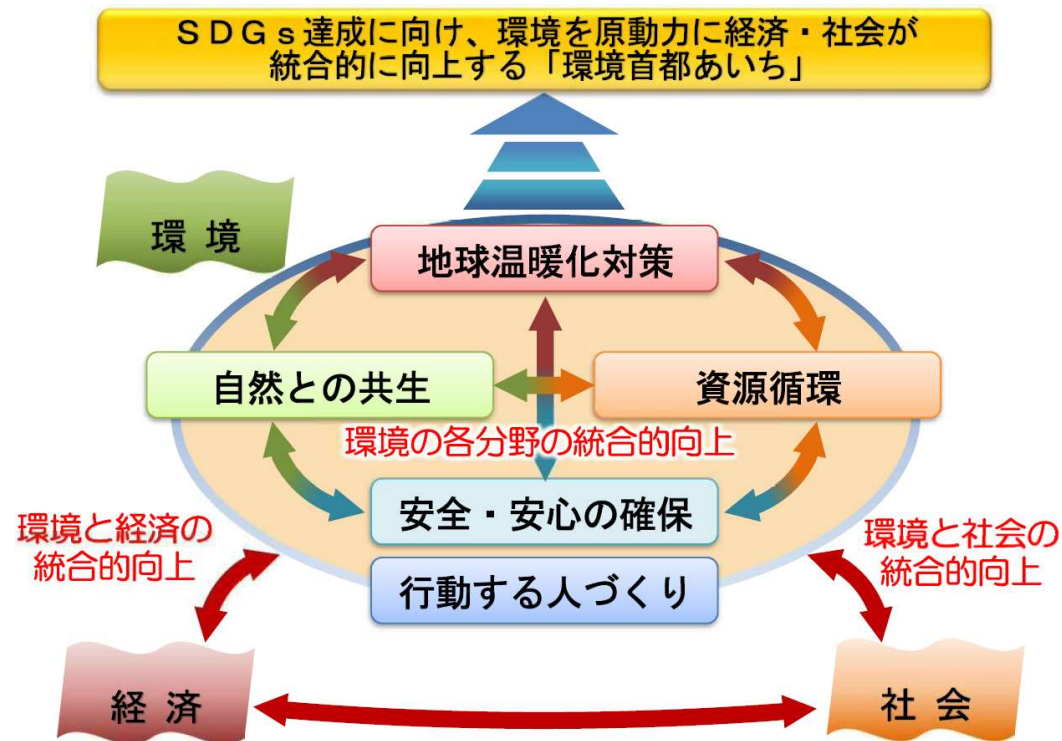 ＳＤＧｓ達成に向け、環境を原動力に経済・社会が
統合的に向上する「環境首都あいち」
環 境
地球温暖化対策
自然との共生
資源循環
環境の各分野の統合的向上
安全・安心の確保
環境と経済の
統合的向上
環境と社会の
統合的向上
行動する人づくり
経 済
社 会